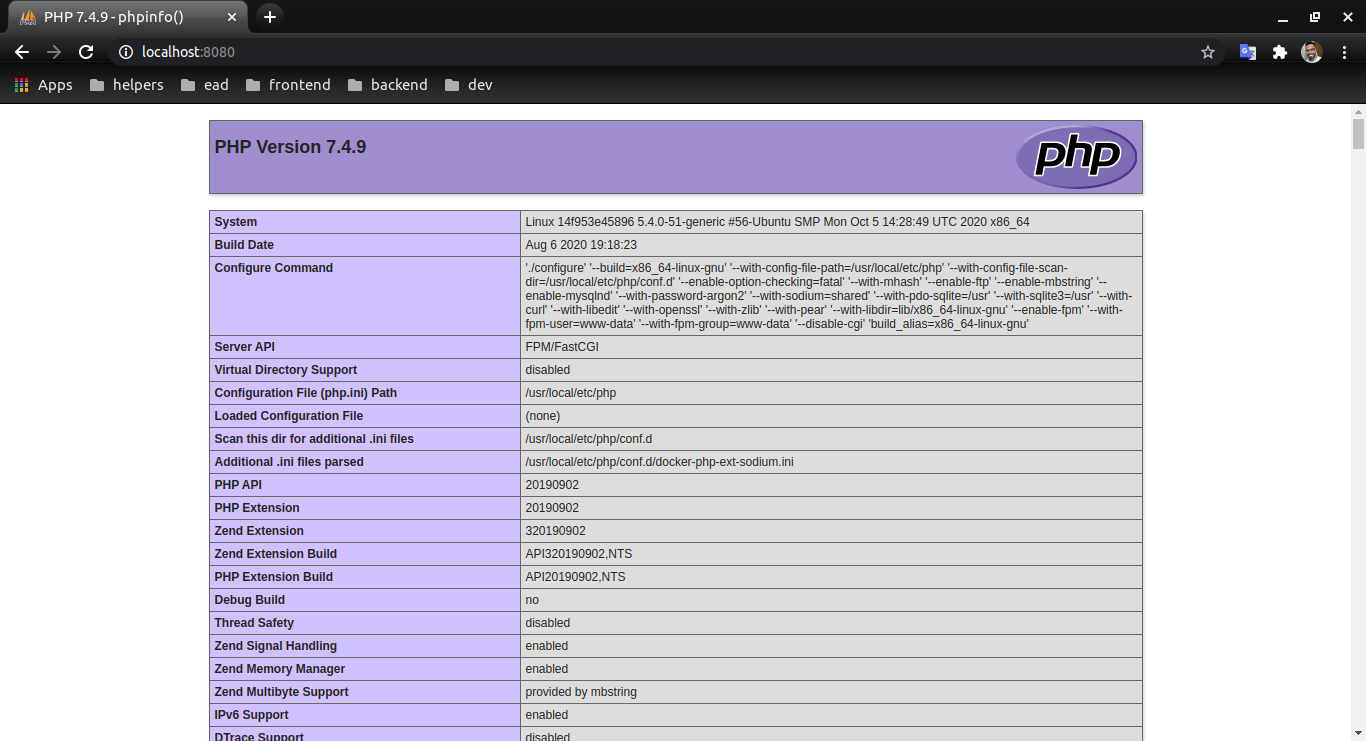 PHP 7.4.9 - phpinfo()
localhost:8080
Apps helpers ead frontend backend dev
PHP Version 7.4.9
php
System Linux 14f953e45896 5.4.0-51-generic #56-Ubuntu SMP Mon Oct 5 14:28:49 UTC 2020 x86_64
Build Date Aug 6 2020 19:18:23
Configure Command './configure' '--build=x86_64-linux-gnu' '--with-config-file-path=/usr/local/etc/php' '--with-config-file-scan-
dir=/usr/local/etc/php/conf.d' '--enable-option-checking=fatal' '--with-mhash' '--enable-ftp' '--enable-mbstring' '--
enable-mysqlnd' '--with-password-argon2' '--with-sodium=shared' '--with-pdo-sqlite=/usr' '--with-sqlite3=/usr' '--with-
curl' '--with-libedit' '--with-openssl' '--with-zlib' '--with-pear' '--with-libdir=lib/x86_64-linux-gnu' '--enable-fpm' '--with-
fpm-user=www-data' '--with-fpm-group=www-data' '--disable-cgi' 'build_alias=x86_64-linux-gnu'
Server API FPM/FastCGI
Virtual Directory Support disabled
Configuration File (php.ini) Path /usr/local/etc/php
Loaded Configuration File (none)
Scan this dir for additional .ini files /usr/local/etc/php/conf.d
Additional .ini files parsed /usr/local/etc/php/conf.d/docker-php-ext-sodium.ini
PHP API 20190902
PHP Extension 20190902
Zend Extension 320190902
Zend Extension Build API320190902,NTS
PHP Extension Build API20190902,NTS
Debug Build no
Thread Safety disabled
Zend Signal Handling enabled
Zend Memory Manager enabled
Zend Multibyte Support provided by mbstring
IPv6 Support enabled
DTrace Support disabled